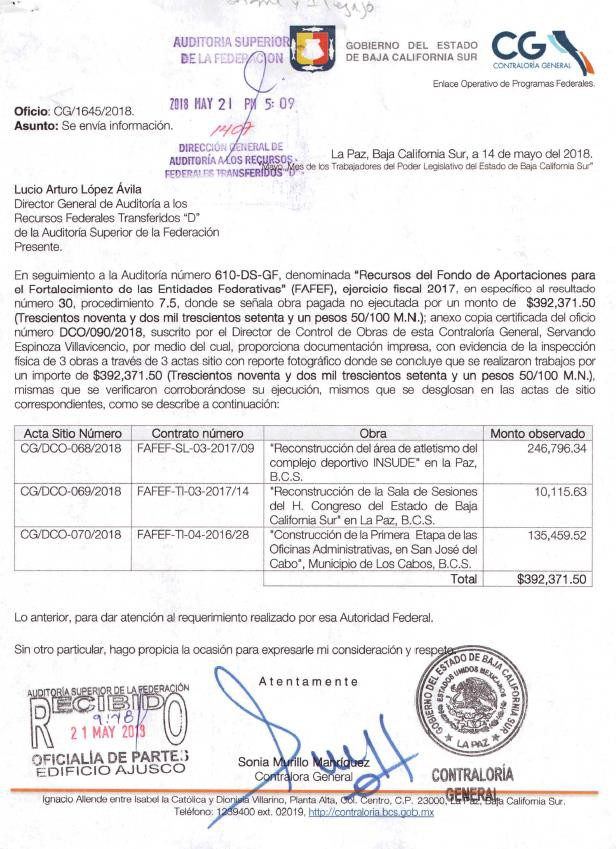 AUDITORIA SUPERIOR
DE LA FEDERACION
GOBIERNO DEL ESTADO
DE BAJA CALIFORNIA SUR
CG
CONTRALORÍA GENERAL
Enlace Operativo de Programas Federales.
2018 MAY 21 PM 5:09
Oficio: CG/1645/2018.
Asunto: Se envía información.
1407
DIRECCIÓN GENERAL DE
AUDITORIA A LOS RECURSOS
FEDERALES TRANSFERIDOS "D"
La Paz, Baja California Sur, a 14 de mayo del 2018.
"Mayo, Mes de los Trabajadores del Poder Legislativo del Estado de Baja California Sur"
Lucio Arturo López Ávila
Director General de Auditoría a los
Recursos Federales Transferidos "D"
de la Auditoría Superior de la Federación
Presente.
En seguimiento a la Auditoría número 610-DS-GF, denominada "Recursos del Fondo de Aportaciones para
el Fortalecimiento de las Entidades Federativas" (FAFEF), ejercicio fiscal 2017, en específico al resultado
número 30, procedimiento 7.5, donde se señala obra pagada no ejecutada por un monto de $392,371.50
(Trescientos noventa y dos mil trescientos setenta y un pesos 50/100 M.N.); anexo copia certificada del oficio
número DCO/090/2018, suscrito por el Director de Control de Obras de esta Contraloría General, Servando
Espinoza Villavicencio, por medio del cual, proporciona documentación impresa, con evidencia de la inspección
física de 3 obras a través de 3 actas sitio con reporte fotográfico donde se concluye que se realizaron trabajos por
un importe de $392,371.50 (Trescientos noventa y dos mil trescientos setenta y un pesos 50/100 M.N.),
mismas que se verificaron corroborándose su ejecución, mismos que se desglosan en las actas de sitio
correspondientes, como se describe a continuación:
Acta Sitio Número Contrato número Obra Monto observado
CG/DCO-068/2018 FAFEF-SL-03-2017/09 "Reconstrucción del área de atletismo del 246,796.34
complejo deportivo INSUDE" en la Paz,
B.C.S.
CG/DCO-069/2018 FAFEF-TI-03-2017/14 "Reconstrucción de la Sala de Sesiones 10,115.63
del H. Congreso del Estado de Baja
California Sur" en La Paz, B.C.S.
CG/DCO-070/2018 FAFEF-TI-04-2016/28 "Construcción de la Primera Etapa de las 135,459.52
Oficinas Administrativas, en San José del
Cabo", Municipio de Los Cabos, B.C.S.
Total $392,371.50
Lo anterior, para dar atención al requerimiento realizado por esa Autoridad Federal.
Sin otro particular, hago propicia la ocasión para expresarle mi consideración y respeto.
Atentamente
AUDITORÍA SUPERIOR DE LA FEDERACIÓN
RECIBIDO
21 MAY 2018
OFICIALIA DE PARTES
EDIFICIO AJUSCO
GOBIERNO DEL ESTADO DE BAJA CALIFORNIA SUR
ESTADOS UNIDOS MEXICANOS
LA PAZ
Sonia Murillo Manríquez
Contralora General
CONTRALORÍA
GENERAL
Ignacio Allende entre Isabel la Católica y Dionisia Villarino, Planta Alta, Col. Centro, C.P. 23000, La Paz, Baja California Sur.
Teléfono: 1239400 ext. 02019, http://contraloria.bcs.gob.mx